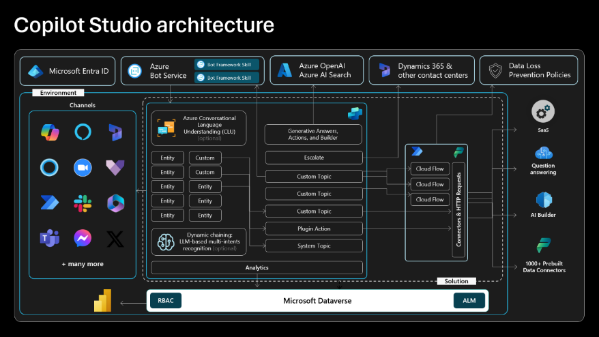 Copilot Studio architecture
Microsoft Entra ID
Azure
Bot Service
Bot Framework Skill
Bot Framework Skill
Azure OpenAI
Azure AI Search
Dynamics 365 &
other contact centers
Data Loss
Prevention Policies
Environment
Channels
+ many more
Azure Conversational
Language
Understanding (CLU)
(optional)
Entity
Custom
Entity
Custom
Entity
Entity
Entity
Entity
Entity
Entity
Dynamic chaining:
LLM-based multi-intents
recognition (optional)
Generative Answers,
Actions, and Builder
Escalate
Custom Topic
Custom Topic
Custom Topic
Plugin Action
System Topic
Analytics
Cloud Flow
Cloud Flow
Cloud Flow
Connectors & HTTP Requests
Solution
SaaS
Question
answering
AI Builder
1000+ Prebuilt
Data Connectors
RBAC
Microsoft Dataverse
ALM